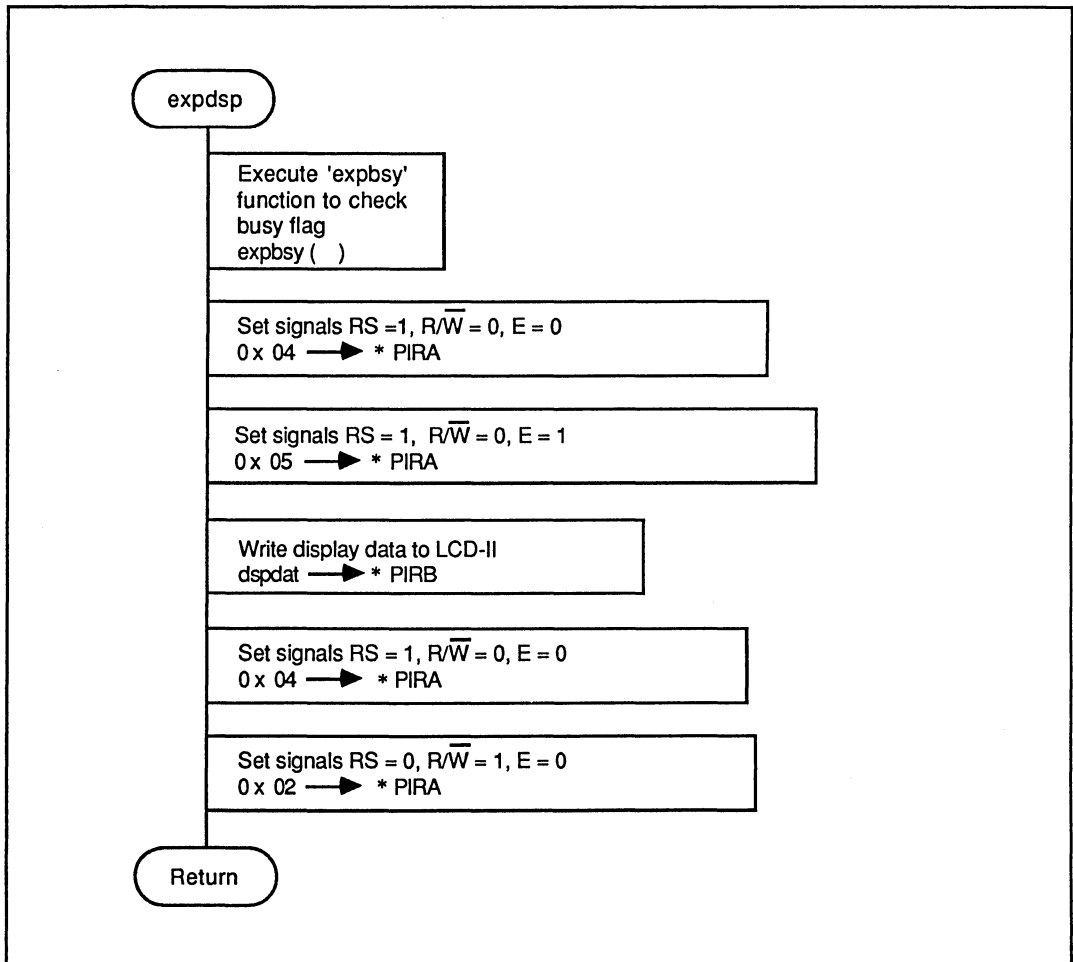 expdsp
Execute 'expbsy'
function to check
busy flag
expbsy ( )
Set signals RS =1, R/W̅ = 0, E = 0
0 x 04 ⟶ * PIRA
Set signals RS = 1, R/W̅ = 0, E = 1
0 x 05 ⟶ * PIRA
Write display data to LCD-II
dspdat ⟶ * PIRB
Set signals RS = 1, R/W̅ = 0, E = 0
0 x 04 ⟶ * PIRA
Set signals RS = 0, R/W̅ = 1, E = 0
0 x 02 ⟶ * PIRA
Return